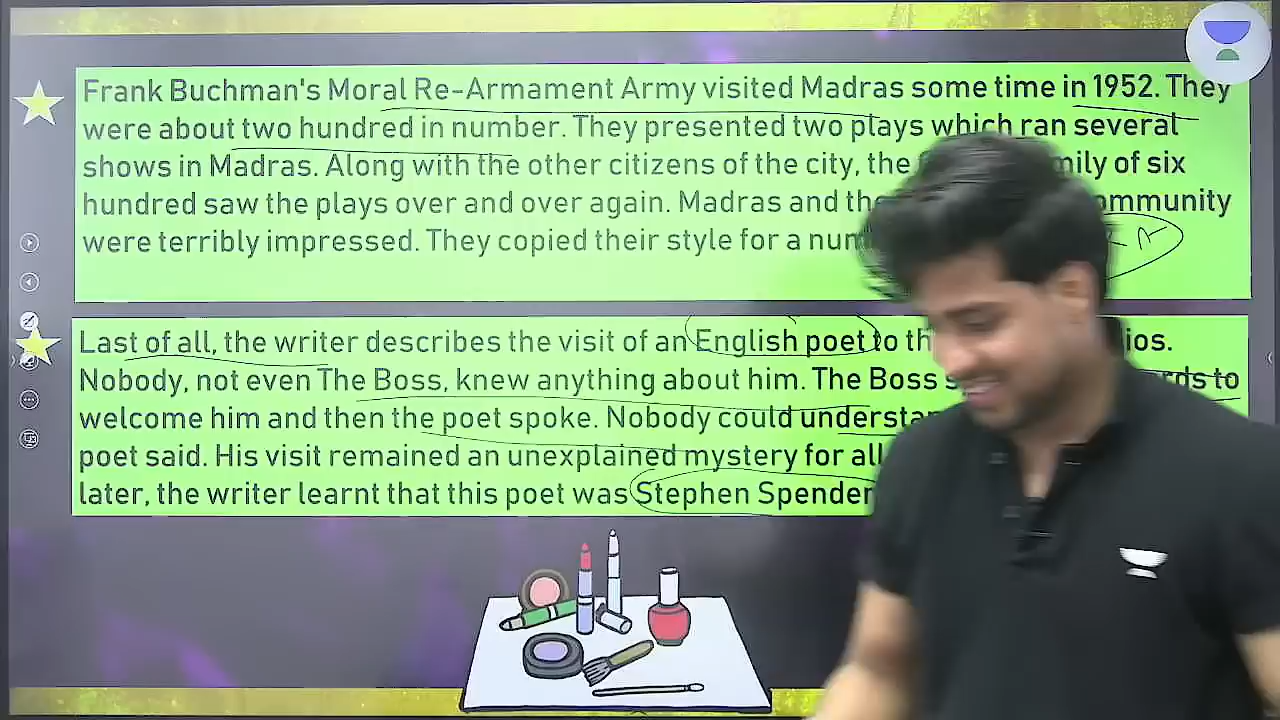 Frank Buchman's Moral Re-Armament Army visited Madras some time in 1952. They
were about two hundred in number. They presented two plays which ran several
shows in Madras. Along with the other citizens of the city, the of six
hundred saw the plays over and over again. Madras and the
were terribly impressed. They copied their style for a
Last of all, the writer describes the visit of an English poet to
Nobody, not even The Boss, knew anything about him. The Boss to
welcome him and then the poet spoke. Nobody could
poet said. His visit remained an unexplained mystery for all
later, the writer learnt that this poet was Stephen Spender